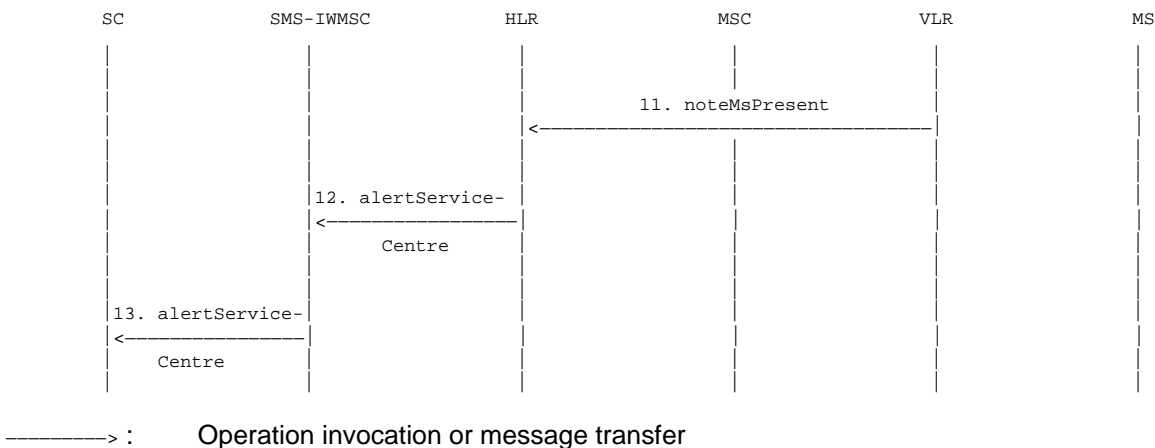 SC SMS-IWMSC HLR MSC VLR MS
11. noteMsPresent
12. alertService-
Centre
13. alertService-
Centre
: Operation invocation or message transfer